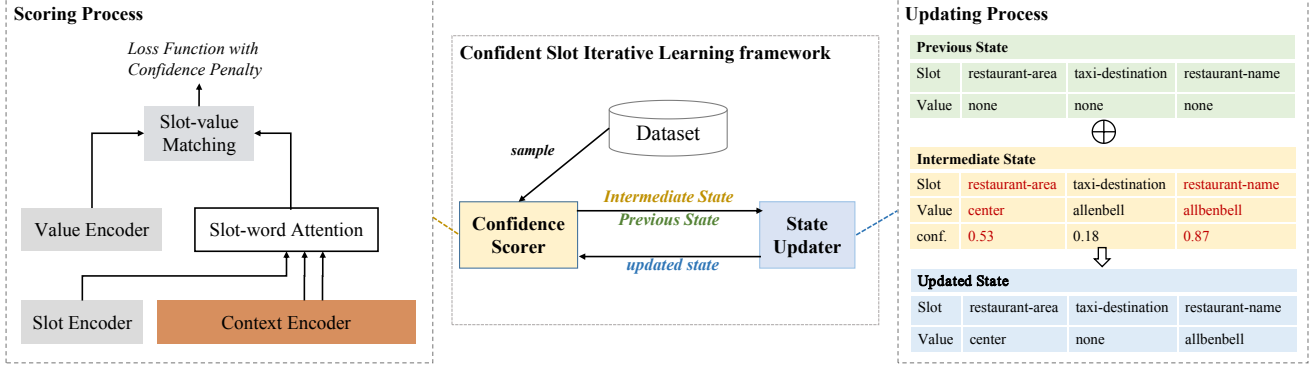 Scoring Process
Loss Function with
Confidence Penalty
Slot-value
Matching
Value Encoder
Slot-word Attention
Slot Encoder
Context Encoder
Confident Slot Iterative Learning framework
Dataset
sample
Intermediate State
Previous State
Confidence
Scorer
State
Updater
updated state
Updating Process
Previous State
Slot restaurant-area taxi-destination restaurant-name
Value none none none
Intermediate State
Slot restaurant-area taxi-destination restaurant-name
Value center allenbell allbenbell
conf. 0.53 0.18 0.87
Updated State
Slot restaurant-area taxi-destination restaurant-name
Value center none allbenbell